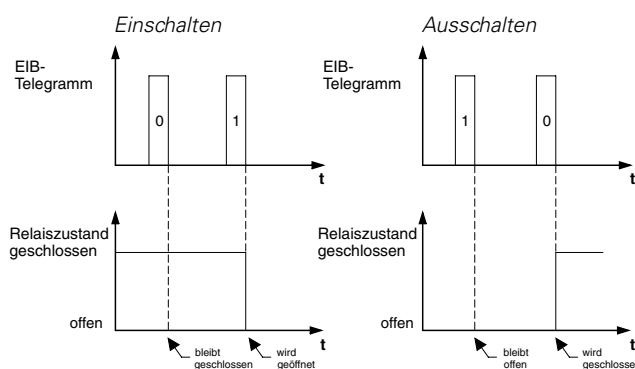 Einschalten
EIB-
Telegramm
0
1
t
Relaiszustand
geschlossen
offen
bleibt
geschlossen
wird
geöffnet
t
Ausschalten
EIB-
Telegramm
1
0
t
Relaiszustand
geschlossen
offen
bleibt
offen
wird
geschlosse
t